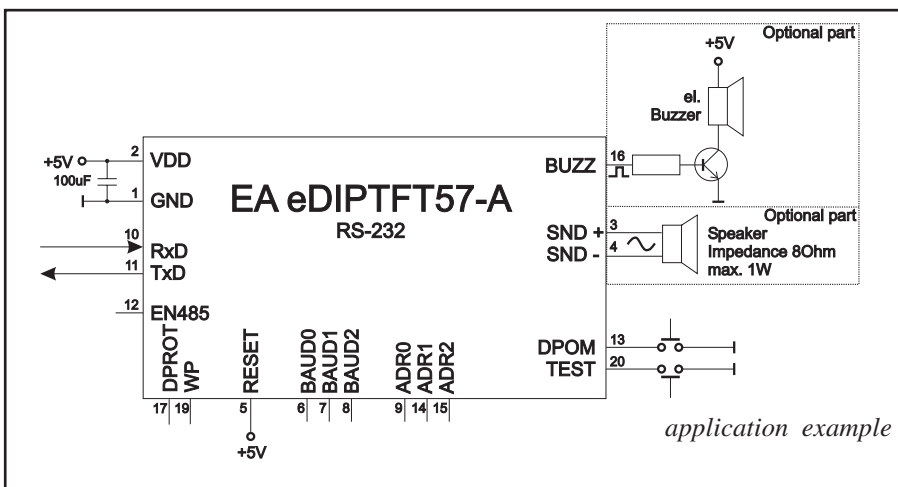 Optional part
+5V
el.
Buzzer
+5V
2
VDD
100uF
1
GND
BUZZ
16
EA eDIPTFT57-A
RS-232
Optional part
10
RxD
11
TxD
SND +
3
SND -
4
Speaker
Impedance 8Ohm
max. 1W
12
EN485
DPROT
WP
RESET
BAUD0
BAUD1
BAUD2
ADR0
ADR1
ADR2
DPOM
13
TEST
20
17
19
5
6
7
8
9
14
15
+5V
application example